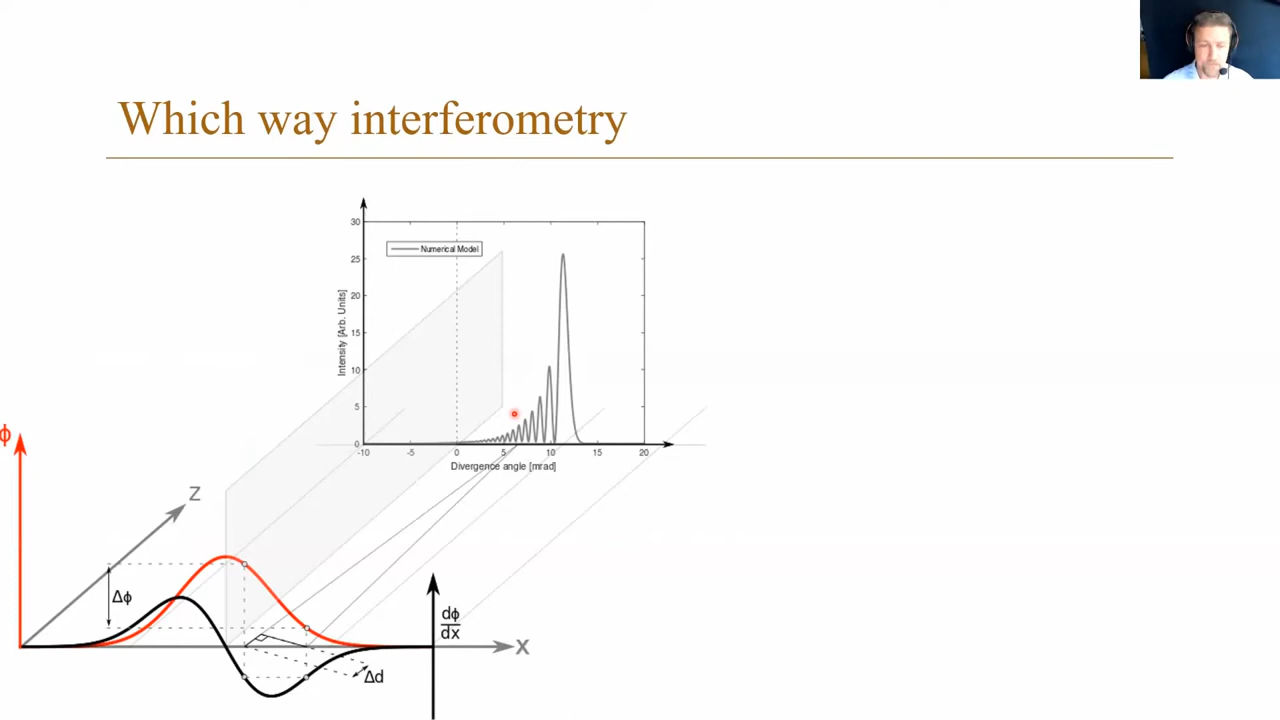 Which way interferometry
30
25
20
15
10
5
0
Intensity [Arb. Units]
Numerical Model
-10 -5 0 5 10 15 20
Divergence angle [mrad]
ϕ
Z
Δϕ
dϕ
dx
X
Δd